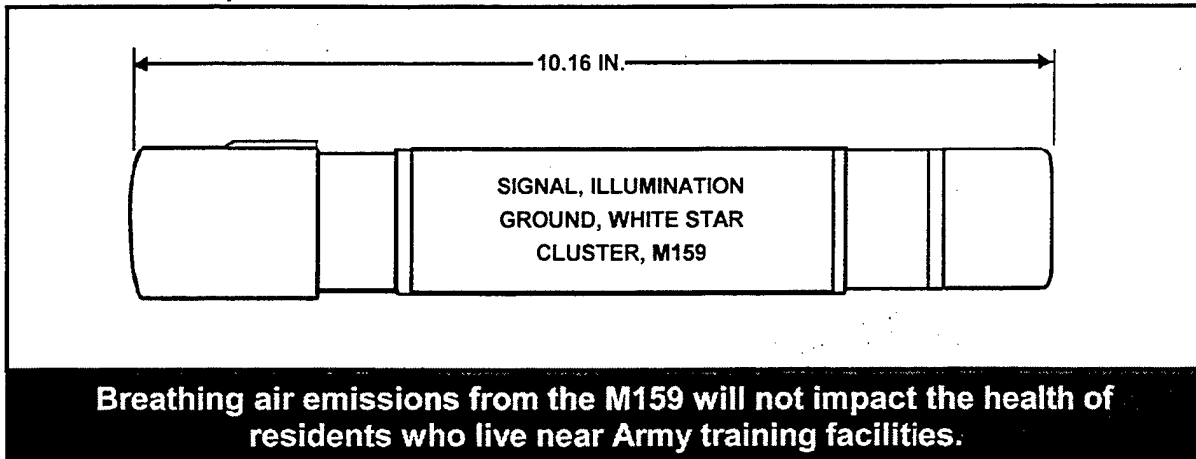 10.16 IN.
SIGNAL, ILLUMINATION
GROUND, WHITE STAR
CLUSTER, M159
Breathing air emissions from the M159 will not impact the health of
residents who live near Army training facilities.